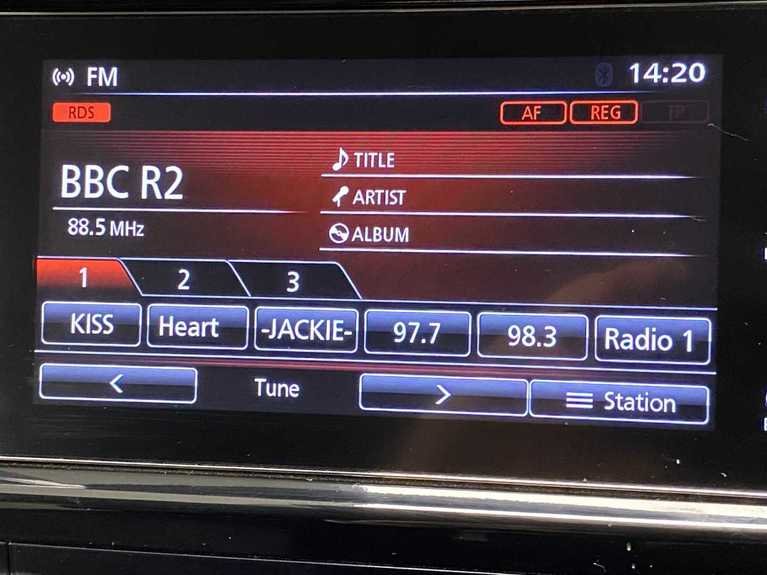 FM 14:20
RDS AF REG TP
TITLE
BBC R2
ARTIST
88.5 MHz
ALBUM
1 2 3
KISS Heart -JACKIE- 97.7 98.3 Radio 1
< Tune > Station